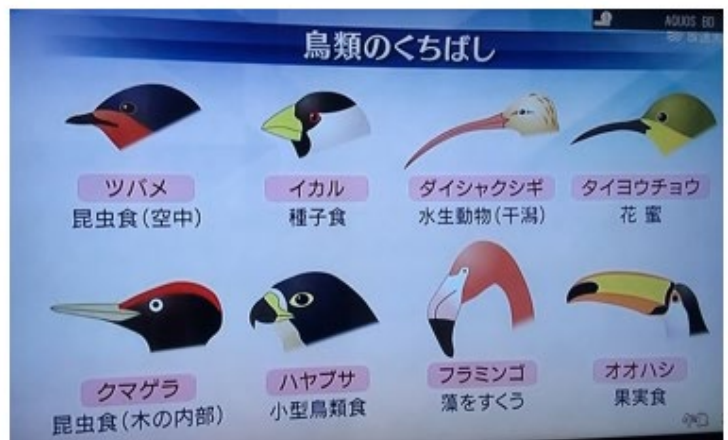 AQUOS BD
鳥類のくちばし
ツバメ
昆虫食(空中)
イカル
種子食
ダイシャクシギ
水生動物(干潟)
タイヨウチョウ
花 蜜
クマゲラ
昆虫食(木の内部)
ハヤブサ
小型鳥類食
フラミンゴ
藻をすくう
オオハシ
果実食